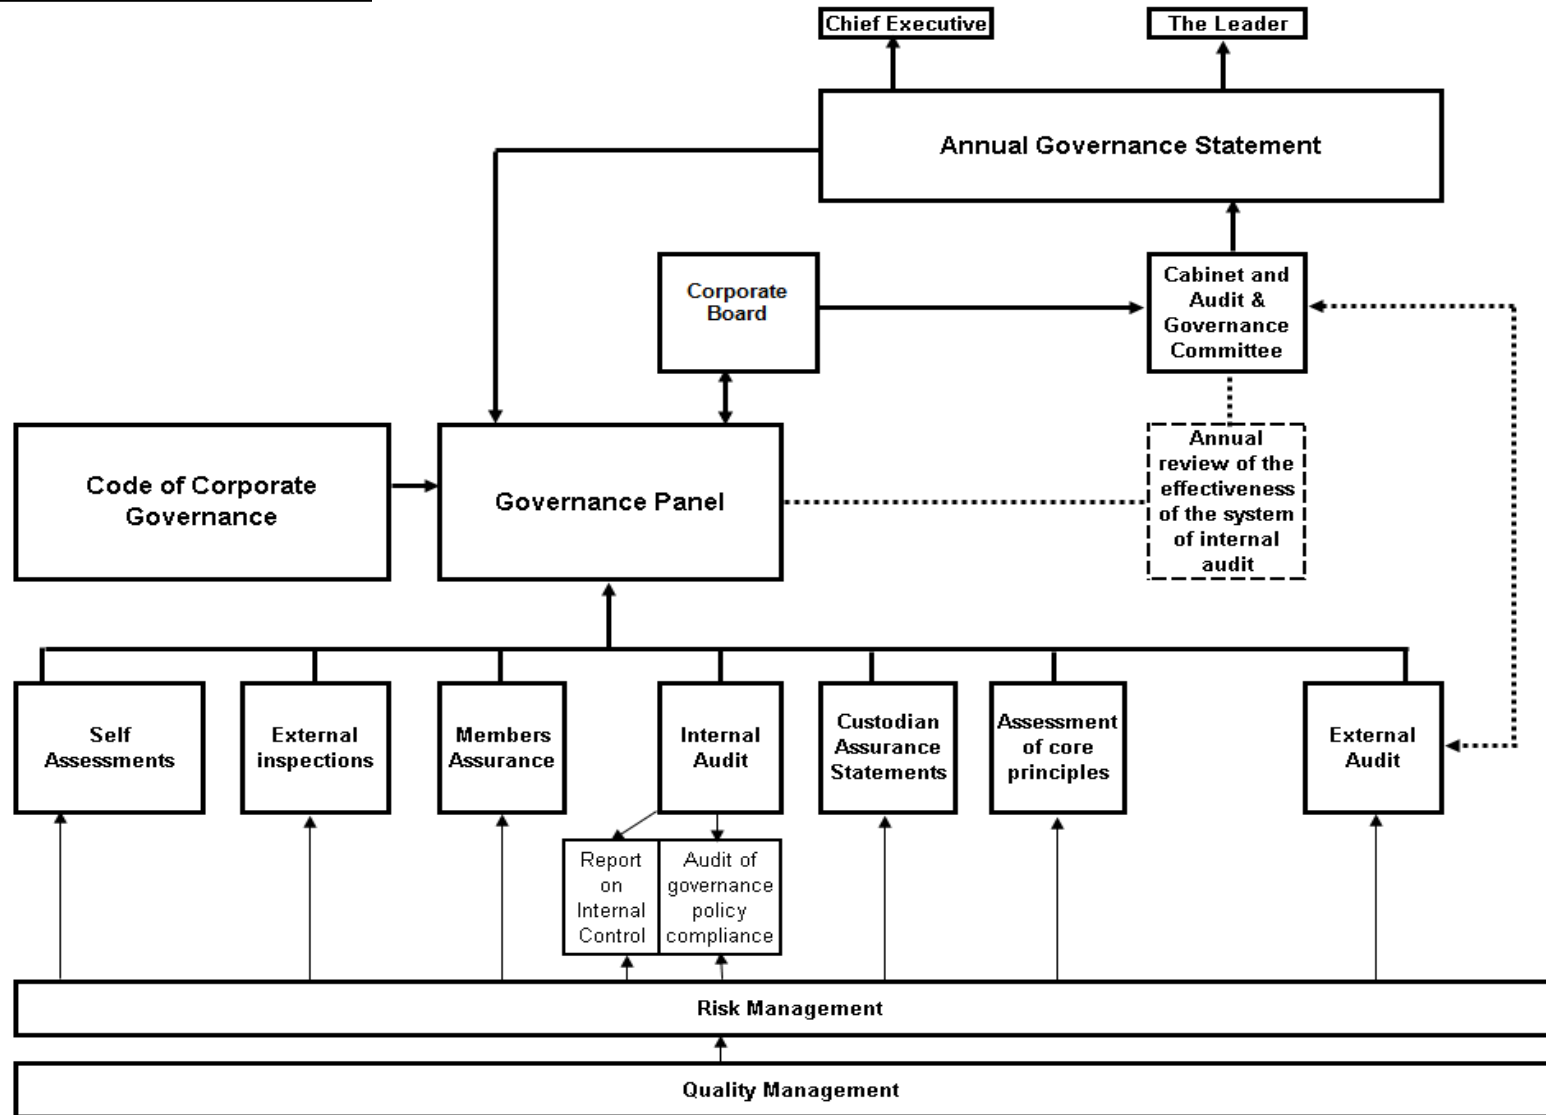 Chief Executive
The Leader
Annual Governance Statement
Corporate
Board
Cabinet and
Audit &
Governance
Committee
Code of Corporate
Governance
Governance Panel
Annual
review of the
effectiveness
of the system
of internal
audit
Self
Assessments
External
inspections
Members
Assurance
Internal
Audit
Custodian
Assurance
Statements
Assessment
of core
principles
External
Audit
Report
on
Internal
Control
Audit of
governance
policy
compliance
Risk Management
Quality Management